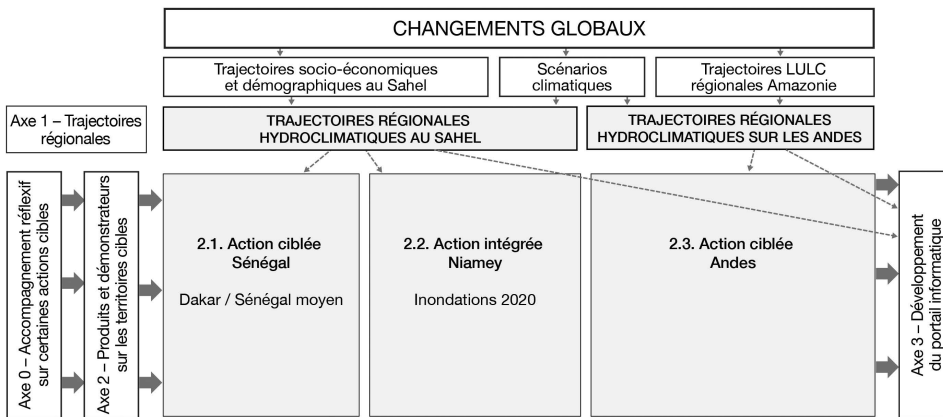 CHANGEMENTS GLOBAUX
Trajectoires socio-économiques
et démographiques au Sahel
Scénarios
climatiques
Trajectoires LULC
régionales Amazonie
Axe 1 – Trajectoires
régionales
TRAJECTOIRES RÉGIONALES
HYDROCLIMATIQUES AU SAHEL
TRAJECTOIRES RÉGIONALES
HYDROCLIMATIQUES SUR LES ANDES
Axe 0 – Accompagnement réflexif
sur certaines actions cibles
Axe 2 – Produits et démonstrateurs
sur les territoires cibles
2.1. Action ciblée
Sénégal
Dakar / Sénégal moyen
2.2. Action intégrée
Niamey
Inondations 2020
2.3. Action ciblée
Andes
Axe 3 – Développement
du portail informatique